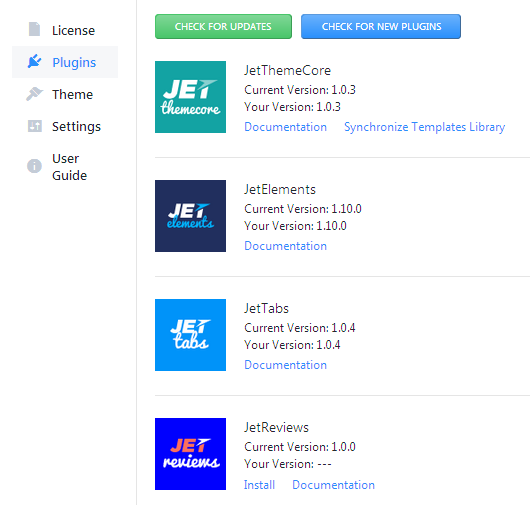 License
Plugins
Theme
Settings
User
Guide
CHECK FOR UPDATES CHECK FOR NEW PLUGINS
JET
themecore
JetThemeCore
Current Version: 1.0.3
Your Version: 1.0.3
Documentation Synchronize Templates Library
JET
elements
JetElements
Current Version: 1.10.0
Your Version: 1.10.0
Documentation
JET
tabs
JetTabs
Current Version: 1.0.4
Your Version: 1.0.4
Documentation
JET
reviews
JetReviews
Current Version: 1.0.0
Your Version: ---
Install Documentation